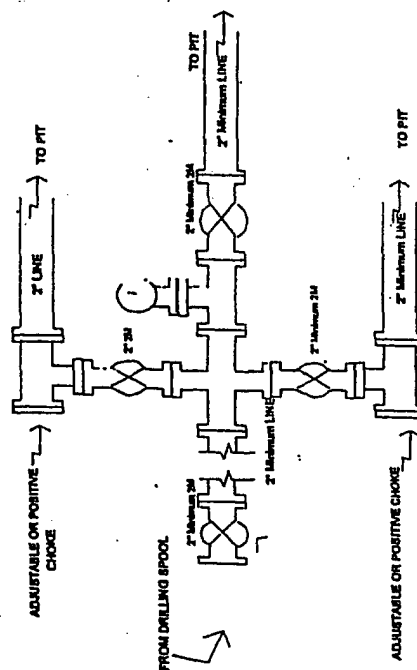 ADJUSTABLE OR POSITIVE
CHOKE
2" LINE
TO PIT
2" 2M
FROM DRILLING SPOOL
2" Minimum 2M
2" Minimum LINE
2" Minimum 2M
2" Minimum LINE
TO PIT
2" Minimum 2M
ADJUSTABLE OR POSITIVE CHOKE
2" Minimum LINE
TO PIT